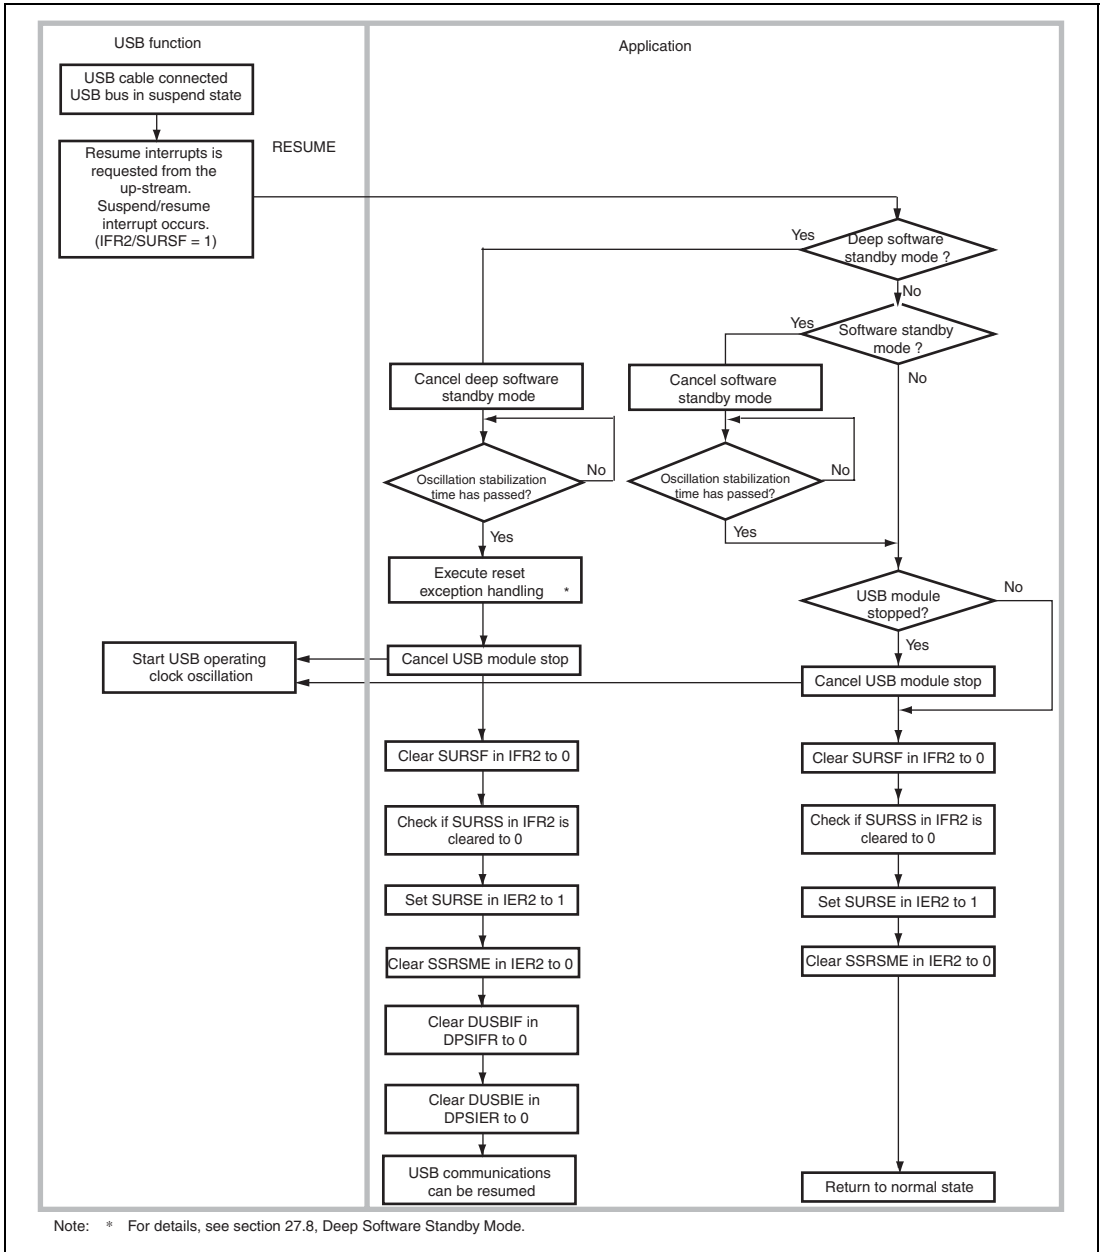 USB function
Application
USB cable connected
USB bus in suspend state
Resume interrupts is
requested from the
up-stream.
Suspend/resume
interrupt occurs.
(IFR2/SURSF = 1)
RESUME
Yes
Deep software
standby mode ?
No
Yes
Software standby
mode ?
No
Cancel deep software
standby mode
Cancel software
standby mode
Oscillation stabilization
time has passed?
No
Oscillation stabilization
time has passed?
No
Yes
Yes
Execute reset
exception handling *
USB module
stopped?
No
Yes
Start USB operating
clock oscillation
Cancel USB module stop
Cancel USB module stop
Clear SURSF in IFR2 to 0
Clear SURSF in IFR2 to 0
Check if SURSS in IFR2 is
cleared to 0
Check if SURSS in IFR2 is
cleared to 0
Set SURSE in IER2 to 1
Set SURSE in IER2 to 1
Clear SSRSME in IER2 to 0
Clear SSRSME in IER2 to 0
Clear DUSBIF in
DPSIFR to 0
Clear DUSBIE in
DPSIER to 0
USB communications
can be resumed
Return to normal state
Note: * For details, see section 27.8, Deep Software Standby Mode.